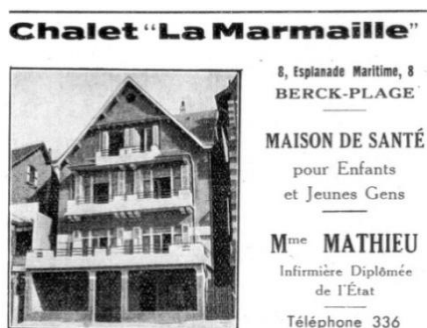 Chalet "La Marmaille"
8, Esplanade Maritime, 8
BERCK-PLAGE
MAISON DE SANTÉ
pour Enfants
et Jeunes Gens
Mme MATHIEU
Infirmière Diplômée
de l'État
Téléphone 336